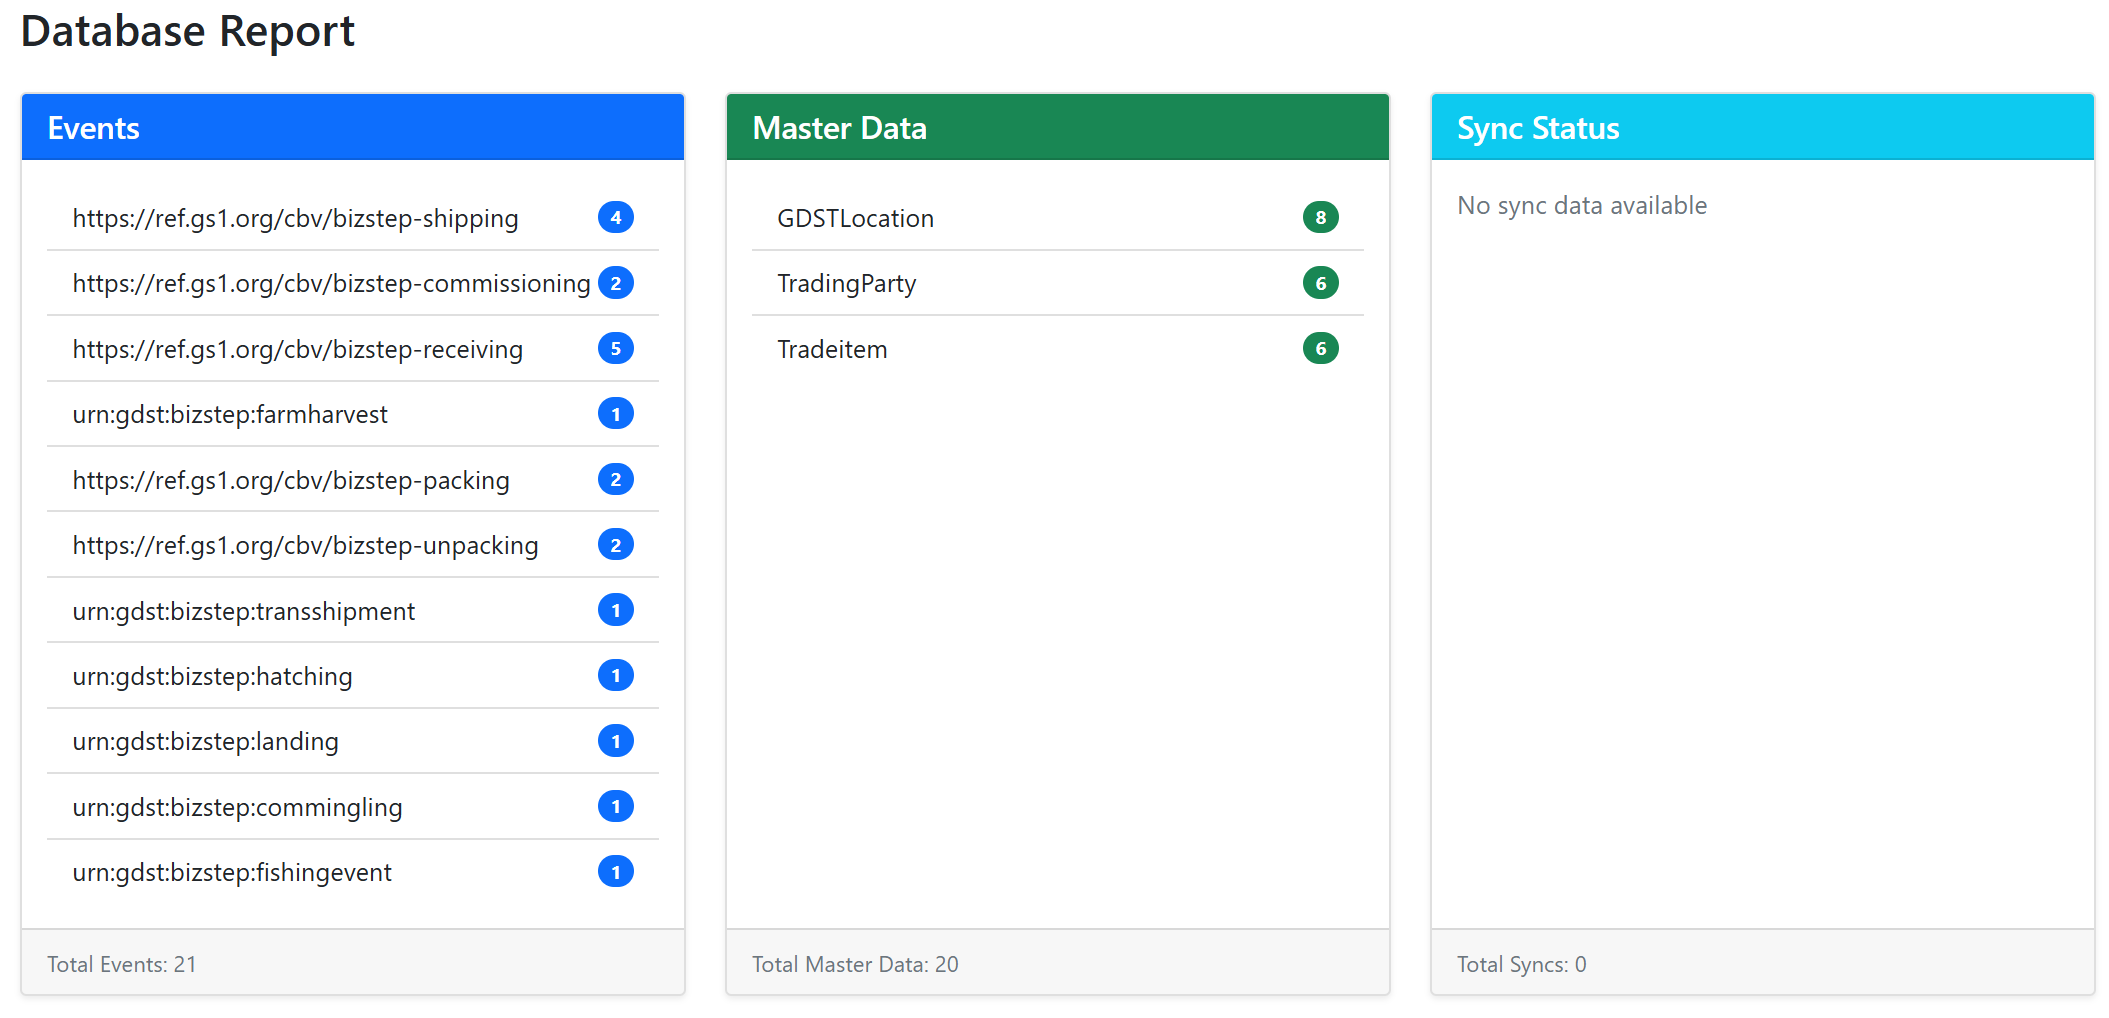 Database Report
Events
https://ref.gs1.org/cbv/bizstep-shipping 4
https://ref.gs1.org/cbv/bizstep-commissioning 2
https://ref.gs1.org/cbv/bizstep-receiving 5
urn:gdst:bizstep:farmharvest 1
https://ref.gs1.org/cbv/bizstep-packing 2
https://ref.gs1.org/cbv/bizstep-unpacking 2
urn:gdst:bizstep:transshipment 1
urn:gdst:bizstep:hatching 1
urn:gdst:bizstep:landing 1
urn:gdst:bizstep:commingling 1
urn:gdst:bizstep:fishingevent 1
Total Events: 21
Master Data
GDSTLocation 8
TradingParty 6
Tradeitem 6
Total Master Data: 20
Sync Status
No sync data available
Total Syncs: 0